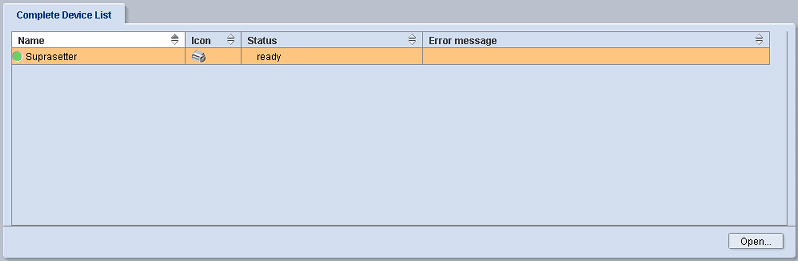 Complete Device List
Name Icon Status Error message
Suprasetter ready
Open...